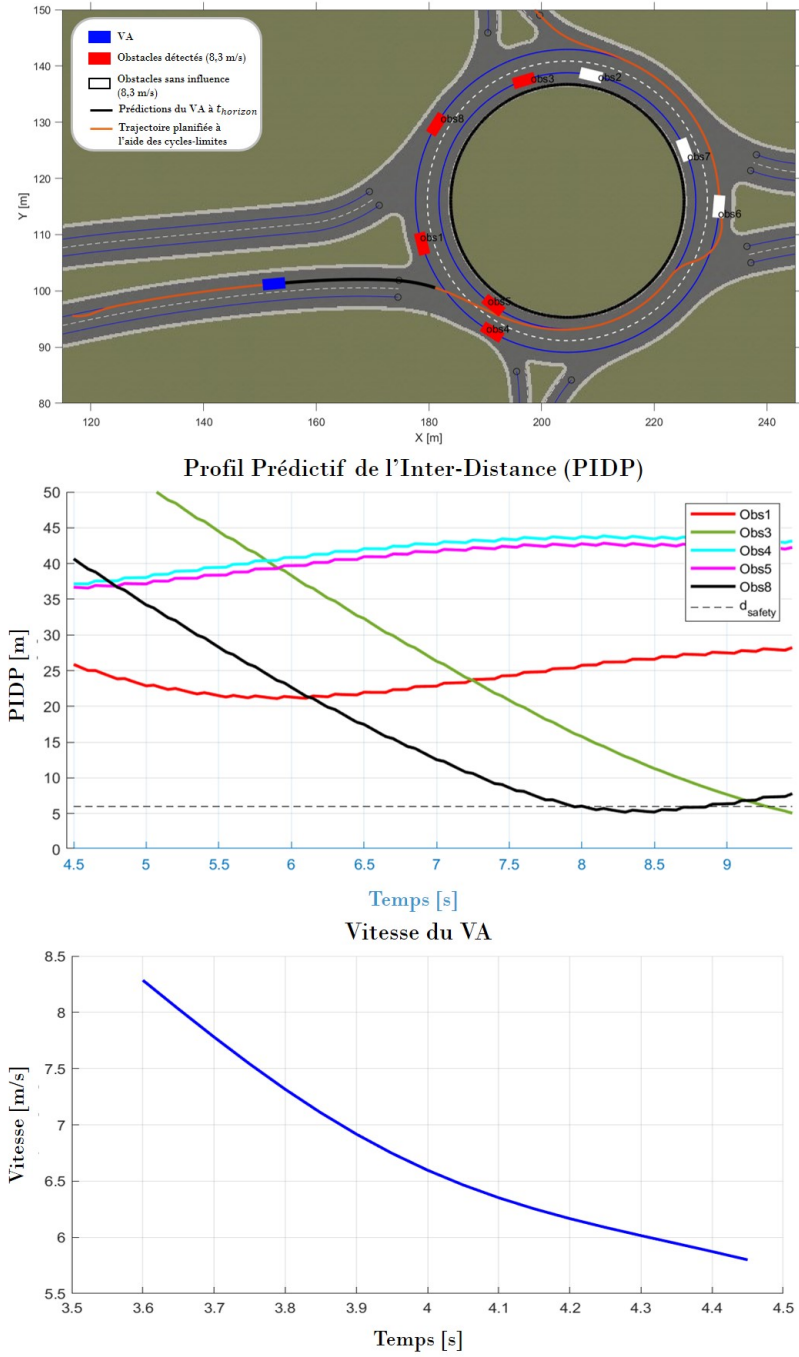 150
140
130
120
110
100
90
80
Y [m]
VA
Obstacles détectés (8,3 m/s)
Obstacles sans influence
(8,3 m/s)
Prédictions du VA à t_horizon
Trajectoire planifiée à
l'aide des cycles-limites
obs3
obs2
obs8
obs7
obs6
obs1
obs5
obs4
120
140
160
180
200
220
240
X [m]
Profil Prédictif de l'Inter-Distance (PIDP)
50
45
40
35
30
25
20
15
10
5
0
PIDP [m]
Obs1
Obs3
Obs4
Obs5
Obs8
d_safety
4.5
5
5.5
6
6.5
7
7.5
8
8.5
9
Temps [s]
Vitesse du VA
8.5
8
7.5
7
6.5
6
5.5
Vitesse [m/s]
3.5
3.6
3.7
3.8
3.9
4
4.1
4.2
4.3
4.4
4.5
Temps [s]